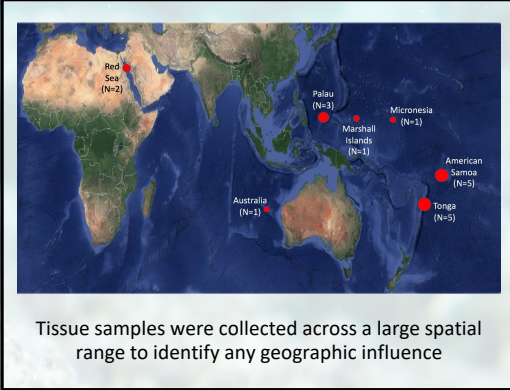 Red
Sea
(N=2)
Palau
(N=3)
Micronesia
(N=1)
Marshall
Islands
(N=1)
American
Samoa
(N=5)
Australia
(N=1)
Tonga
(N=5)
Tissue samples were collected across a large spatial
range to identify any geographic influence